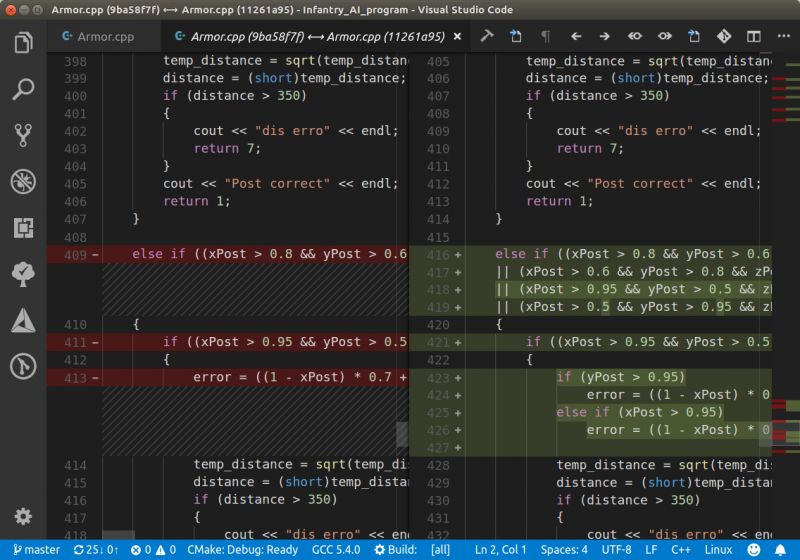 Armor.cpp (9ba58f7f) ⟷ Armor.cpp (11261a95) - Infantry_AI_program - Visual Studio Code
Armor.cpp
Armor.cpp (9ba58f7f) ⟷ Armor.cpp (11261a95) ×
398 temp_distance = sqrt(temp_distanc
399 distance = (short)temp_distance;
400 if (distance > 350)
401 {
402 cout << "dis erro" << endl;
403 return 7;
404 }
405 cout << "Post correct" << endl;
406 return 1;
407 }
408
409 − else if ((xPost > 0.8 && yPost > 0.6
410 {
411 − if ((xPost > 0.95 && yPost > 0.5
412 {
413 − error = ((1 - xPost) * 0.7 +
414 temp_distance = sqrt(temp_dis
415 distance = (short)temp_distan
416 if (distance > 350)
417 {
418 cout << "dis erro" << end
405 temp_distance = sqrt(temp_distanc
406 distance = (short)temp_distance;
407 if (distance > 350)
408 {
409 cout << "dis erro" << endl;
410 return 7;
411 }
412 cout << "Post correct" << endl;
413 return 1;
414 }
415
416 + else if ((xPost > 0.8 && yPost > 0.6
417 + || (xPost > 0.6 && yPost > 0.8 && zPo
418 + || (xPost > 0.95 && yPost > 0.5 && z
419 + || (xPost > 0.5 && yPost > 0.95 && z
420 {
421 + if ((xPost > 0.95 && yPost > 0.5
422 {
423 + if (yPost > 0.95)
424 + error = ((1 - xPost) * 0
425 + else if (xPost > 0.95)
426 + error = ((1 - xPost) * 0
427 +
428 temp_distance = sqrt(temp_dis
429 distance = (short)temp_distan
430 if (distance > 350)
431 {
432 cout << "dis erro" << end
master 25↓ 0↑ 0 0 CMake: Debug: Ready GCC 5.4.0 Build: [all] Ln 2, Col 1 Spaces: 4 UTF-8 LF C++ Linux